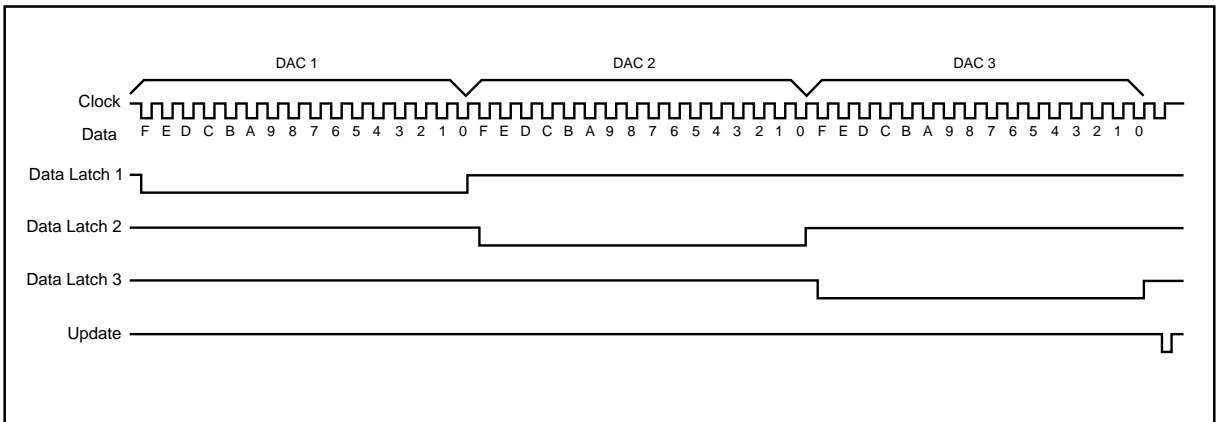 DAC 1 DAC 2 DAC 3
Clock
Data F E D C B A 9 8 7 6 5 4 3 2 1 0 F E D C B A 9 8 7 6 5 4 3 2 1 0 F E D C B A 9 8 7 6 5 4 3 2 1 0
Data Latch 1
Data Latch 2
Data Latch 3
Update